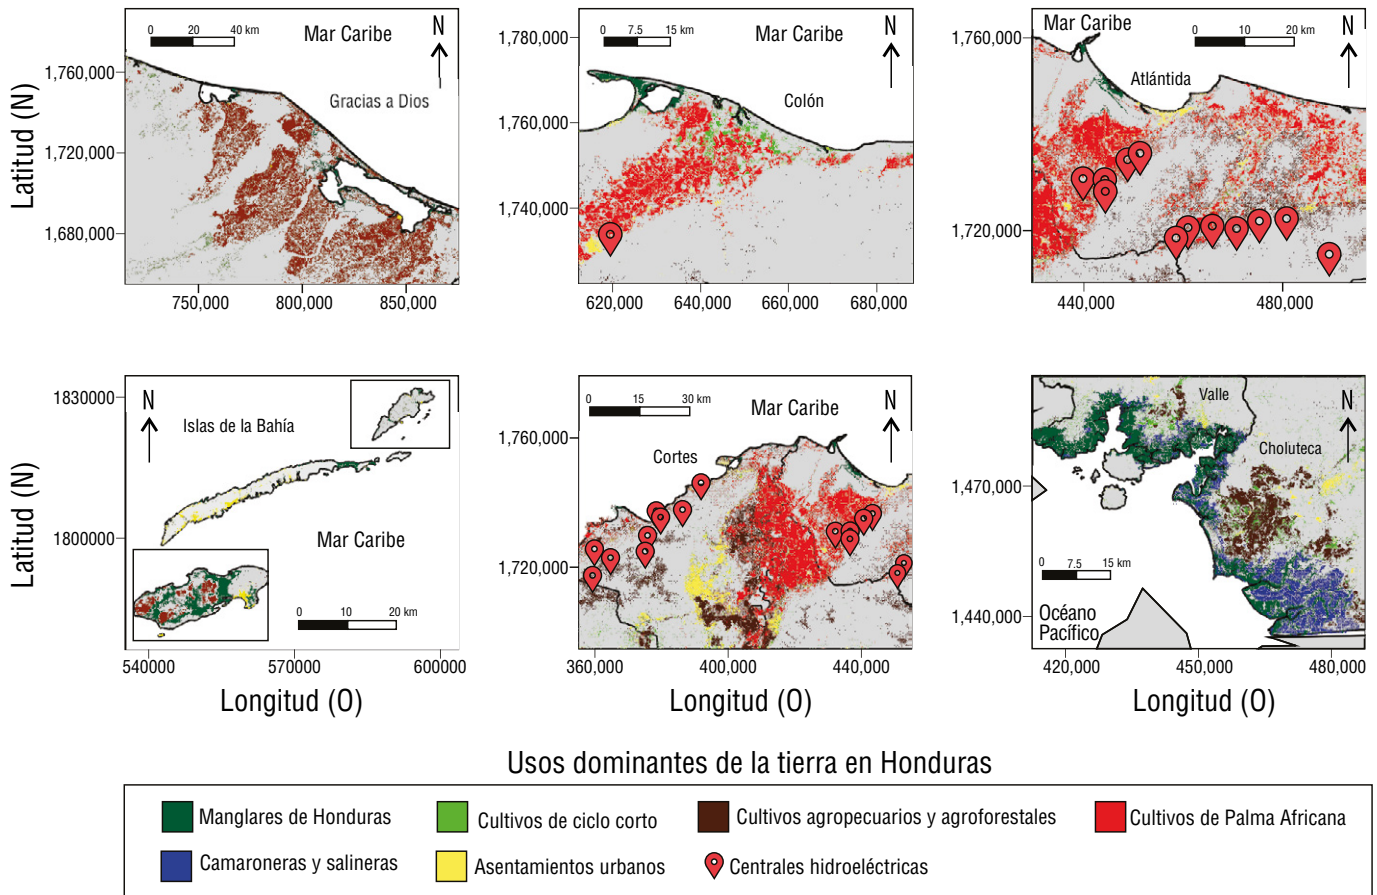 0 20 40 km
Mar Caribe
N
Gracias a Dios
1,760,000
1,720,000
1,680,000
Latitud (N)
750,000 800,000 850,000
0 7.5 15 km
Mar Caribe
N
Colón
1,780,000
1,760,000
1,740,000
620,000 640,000 660,000 680,000
Mar Caribe
0 10 20 km
N
Atlántida
1,760,000
1,720,000
440,000 480,000
N
Islas de la Bahía
Mar Caribe
0 10 20 km
1830000
1800000
Latitud (N)
540000 570000 600000
Longitud (O)
0 15 30 km
Mar Caribe
N
Cortes
1,760,000
1,720,000
360,000 400,000 440,000
Longitud (O)
Valle
N
Choluteca
0 7.5 15 km
Océano
Pacífico
1,470,000
1,440,000
420,000 450,000 480,000
Longitud (O)
Usos dominantes de la tierra en Honduras
Manglares de Honduras
Cultivos de ciclo corto
Cultivos agropecuarios y agroforestales
Cultivos de Palma Africana
Camaroneras y salineras
Asentamientos urbanos
Centrales hidroeléctricas